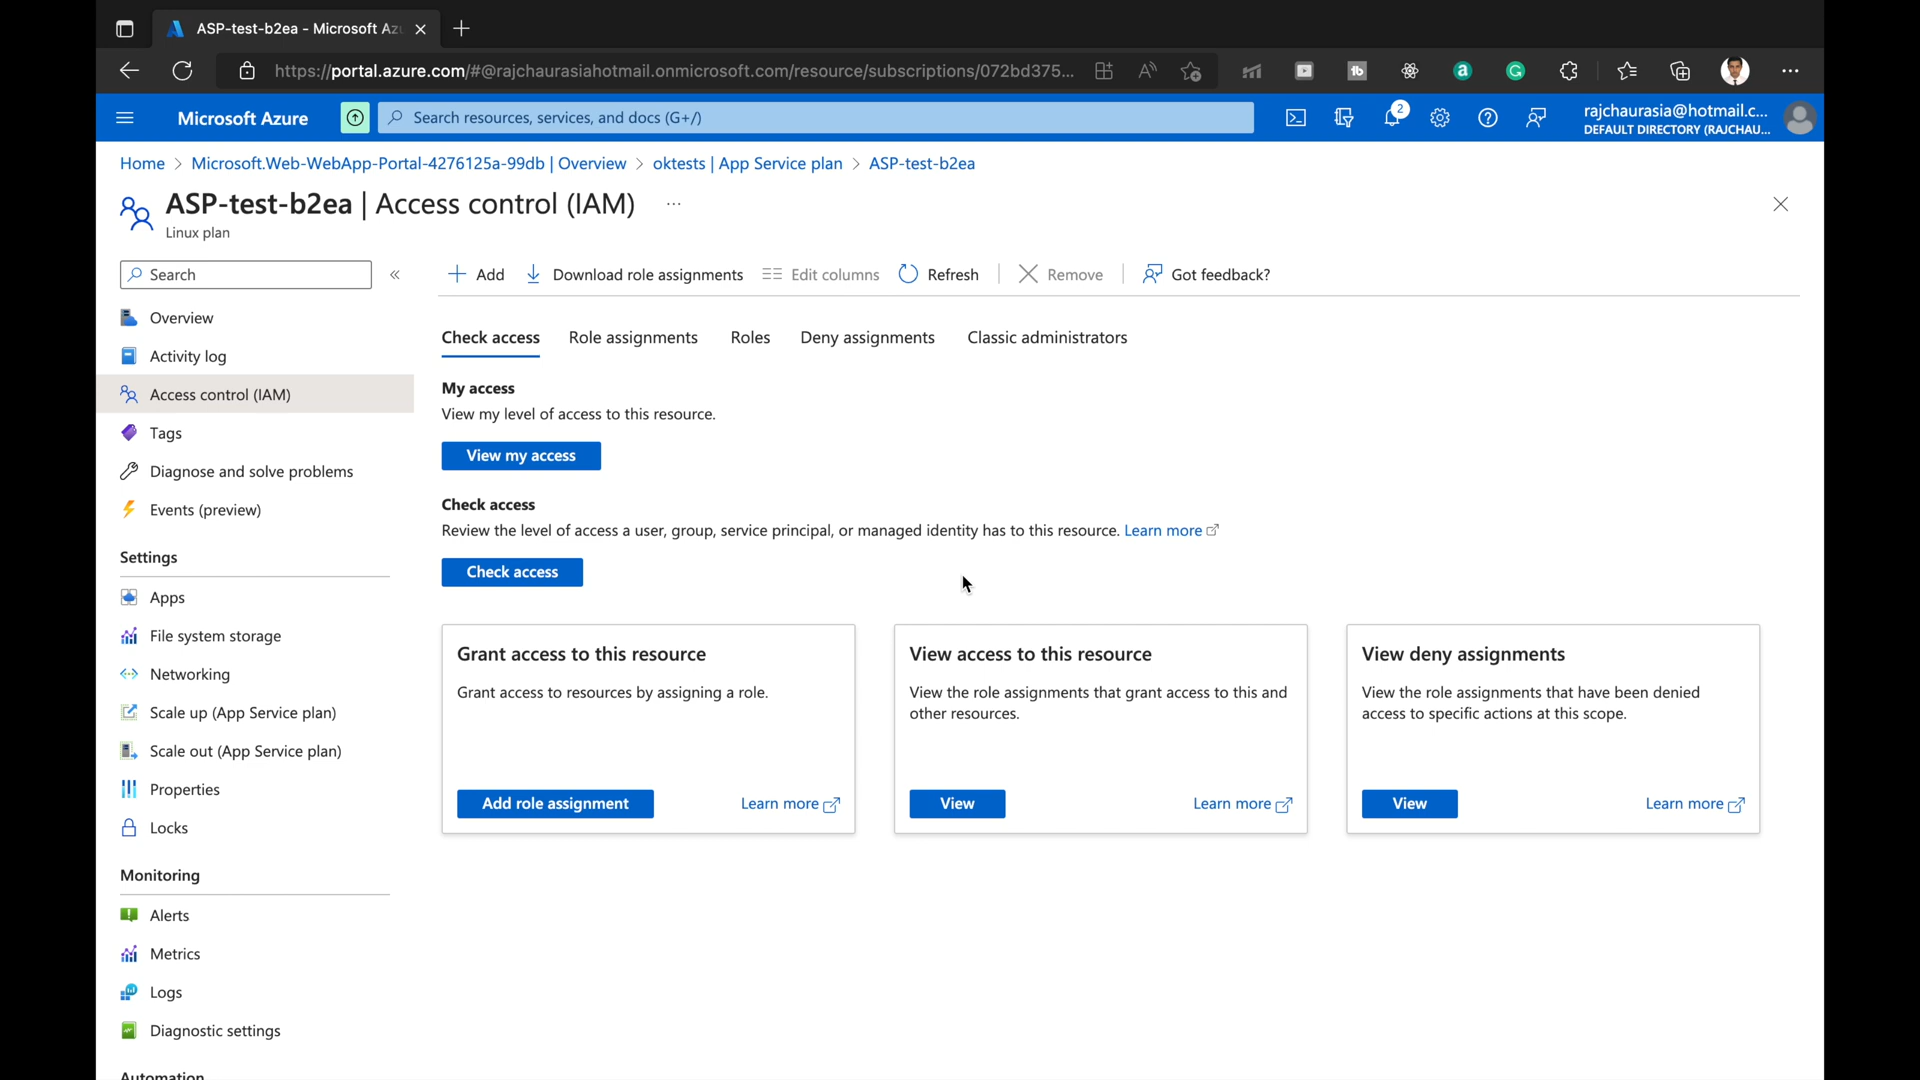 ASP-test-b2ea - Microsoft Az
https://portal.azure.com/#@rajchaurasiahotmail.onmicrosoft.com/resource/subscriptions/072bd375...
Microsoft Azure
Search resources, services, and docs (G+/)
2
rajchaurasia@hotmail.c...
DEFAULT DIRECTORY (RAJCHAU...
Home > Microsoft.Web-WebApp-Portal-4276125a-99db | Overview > oktests | App Service plan > ASP-test-b2ea
ASP-test-b2ea | Access control (IAM) ...
Linux plan
Search
«
Add
Download role assignments
Edit columns
Refresh
Remove
Got feedback?
Overview
Activity log
Access control (IAM)
Tags
Diagnose and solve problems
Events (preview)
Settings
Apps
File system storage
Networking
Scale up (App Service plan)
Scale out (App Service plan)
Properties
Locks
Monitoring
Alerts
Metrics
Logs
Diagnostic settings
Automation
Check access
Role assignments
Roles
Deny assignments
Classic administrators
My access
View my level of access to this resource.
View my access
Check access
Review the level of access a user, group, service principal, or managed identity has to this resource. Learn more
Check access
Grant access to this resource
Grant access to resources by assigning a role.
Add role assignment
Learn more
View access to this resource
View the role assignments that grant access to this and
other resources.
View
Learn more
View deny assignments
View the role assignments that have been denied
access to specific actions at this scope.
View
Learn more